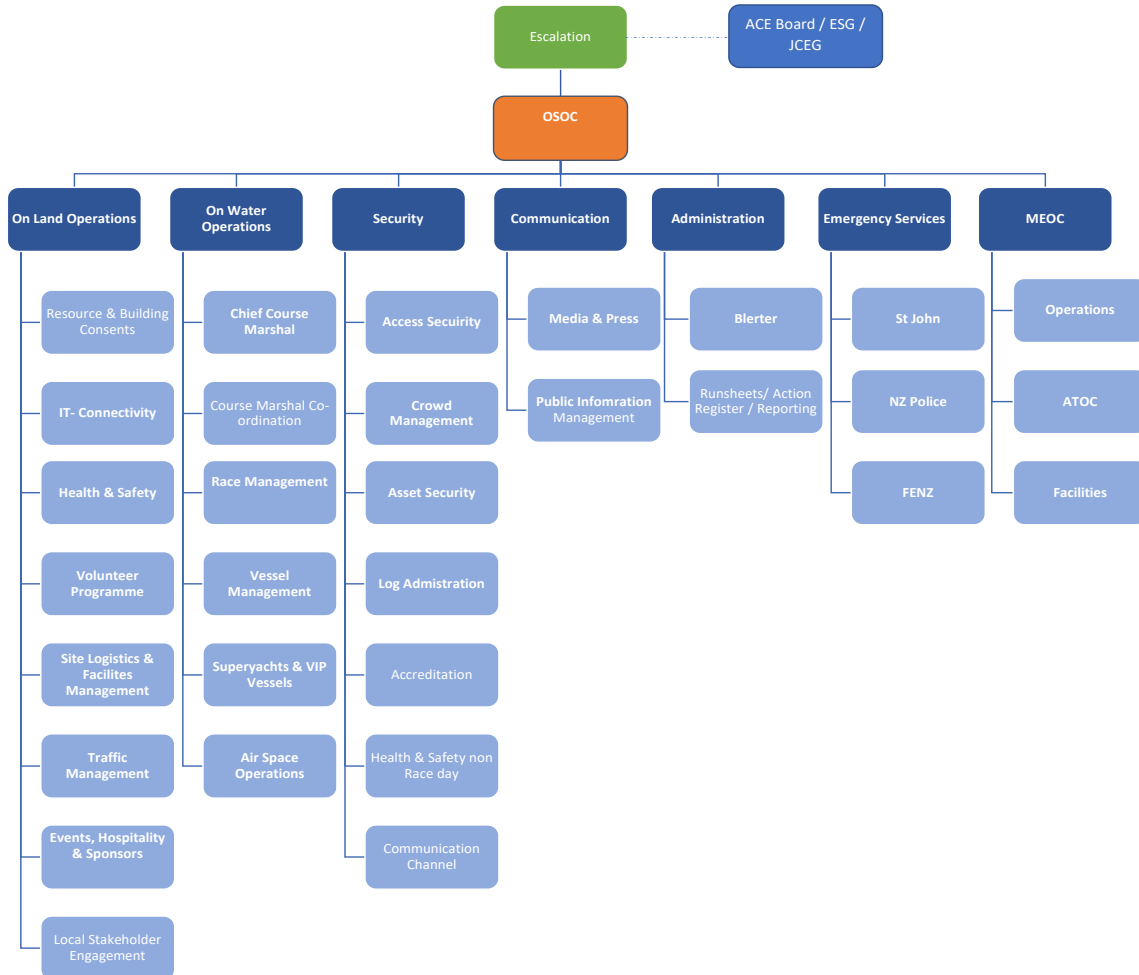 Escalation
ACE Board / ESG /
JCEG
OSOC
On Land Operations
On Water
Operations
Security
Communication
Administration
Emergency Services
MEOC
Resource & Building
Consents
IT- Connectivity
Health & Safety
Volunteer
Programme
Site Logistics &
Facilites
Management
Traffic
Management
Events, Hospitality
& Sponsors
Local Stakeholder
Engagement
Chief Course
Marshal
Course Marshal Co-
ordination
Race Management
Vessel
Management
Superyachts & VIP
Vessels
Air Space
Operations
Access Secuirity
Crowd
Management
Asset Security
Log Admistration
Accreditation
Health & Safety non
Race day
Communication
Channel
Media & Press
Public Infomration
Management
Blerter
Runsheets/ Action
Register / Reporting
St John
NZ Police
FENZ
Operations
ATOC
Facilities